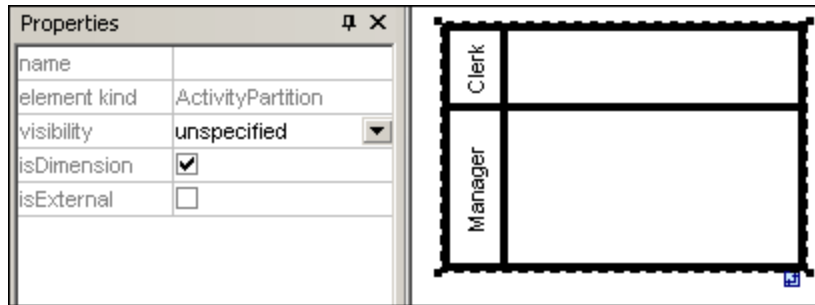 Properties
name
element kind ActivityPartition
visibility unspecified
isDimension
isExternal
Clerk
Manager